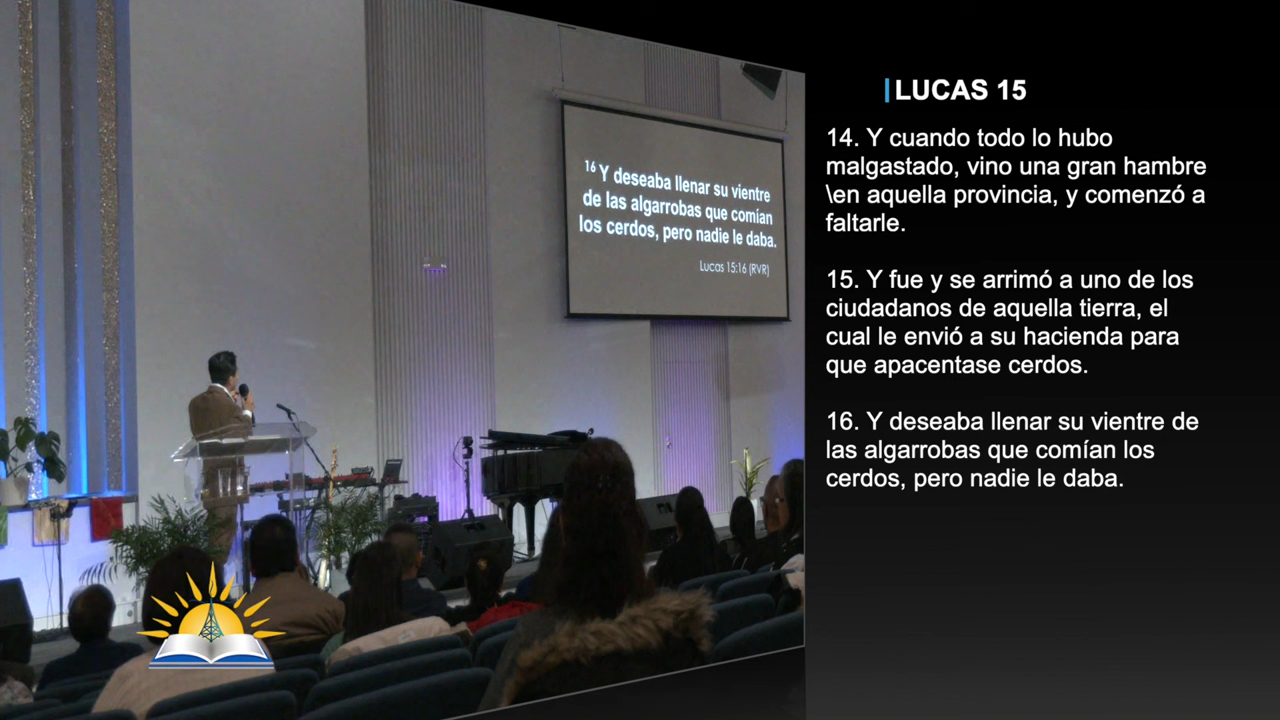 16 Y deseaba llenar su vientre
de las algarrobas que comían
los cerdos, pero nadie le daba.
Lucas 15:16 (RVR)
LUCAS 15
14. Y cuando todo lo hubo
malgastado, vino una gran hambre
\en aquella provincia, y comenzó a
faltarle.
15. Y fue y se arrimó a uno de los
ciudadanos de aquella tierra, el
cual le envió a su hacienda para
que apacentase cerdos.
16. Y deseaba llenar su vientre de
las algarrobas que comían los
cerdos, pero nadie le daba.